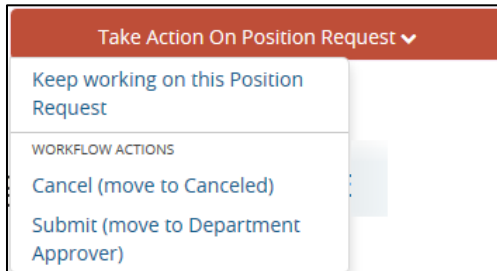 Take Action On Position Request
Keep working on this Position
Request
WORKFLOW ACTIONS
Cancel (move to Canceled)
Submit (move to Department
Approver)